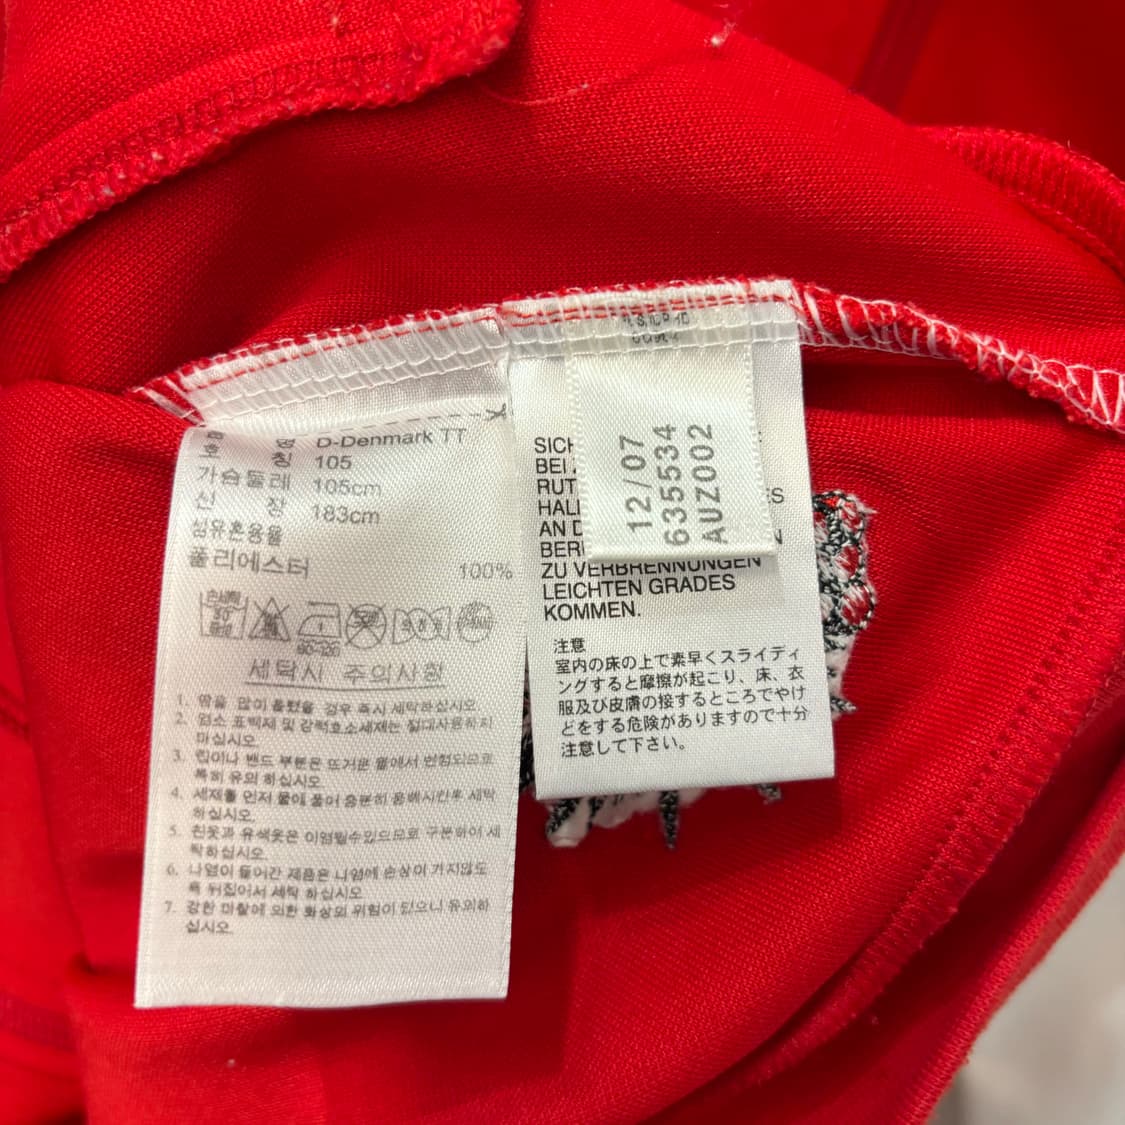 명 D-Denmark TT
호 칭 105
가슴둘레 105cm
신 장 183cm
섬유혼용율
폴리에스터 100%
세탁시 주의사항
1. 땀을 많이 흘렸을 경우 즉시 세탁하십시오
2. 염소 표백제 및 강력효소세제는 절대사용하지
마십시오
3. 립이나 밴드 부분은 뜨거운 물에서 변형되므로
특히 유의 하십시오
4. 세제를 먼저 물에 풀어 충분히 용해시킨후 세탁
하십시오.
5. 흰옷과 유색옷은 이염될수있으므로 구분하여 세
탁하십시오.
6. 나염이 들어간 제품은 나염에 손상이 가지않도
록 뒤집어서 세탁 하십시오
7. 강한 마찰에 의한 화상의 위험이 있으니 유의하
십시오.
12/07
635534
AUZ002
SICH
BEI
RUT
HALL
AN D
BER
ZU VERBRENNUNGEN
LEICHTEN GRADES
KOMMEN.
注意
室内の床の上で素早くスライディ
ングすると摩擦が起こり、床、衣
服及び皮膚の接するところでやけ
どをする危険がありますので十分
注意して下さい。